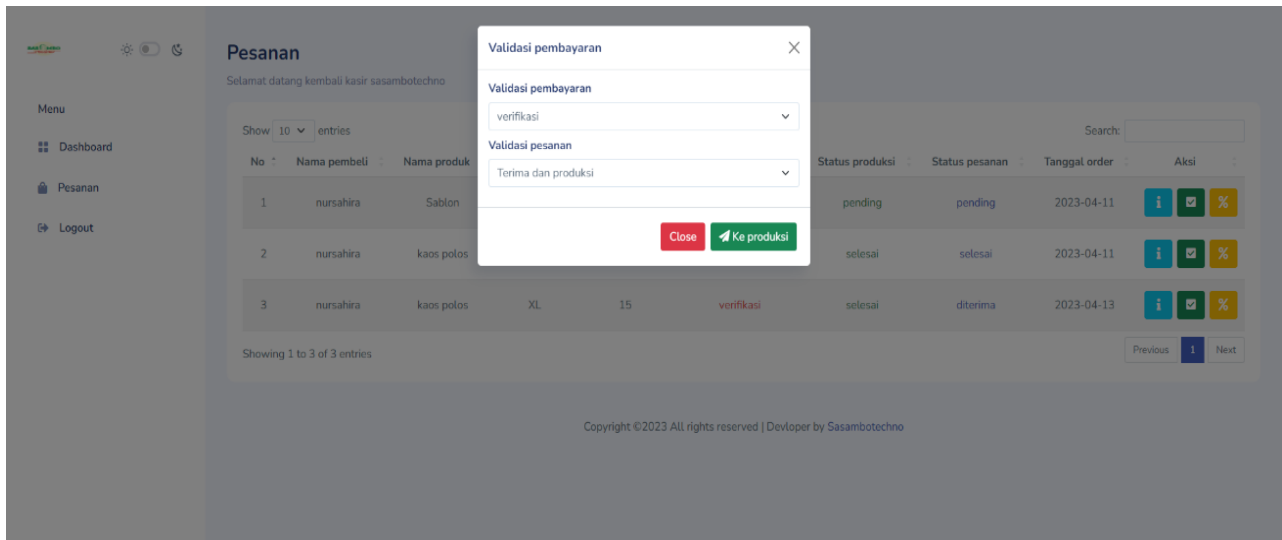 Menu
Dashboard
Pesanan
Logout
Pesanan
Selamat datang kembali kasir sasambotechno
Show 10 entries
Search:
No Nama pembeli Nama produk Status produksi Status pesanan Tanggal order Aksi
1 nursahira Sablon pending pending 2023-04-11
2 nursahira kaos polos selesai selesai 2023-04-11
3 nursahira kaos polos XL 15 verifikasi selesai diterima 2023-04-13
Showing 1 to 3 of 3 entries
Previous 1 Next
Validasi pembayaran
Validasi pembayaran
verifikasi
Validasi pesanan
Terima dan produksi
Close Ke produksi
Copyright ©2023 All rights reserved | Devloper by Sasambotechno